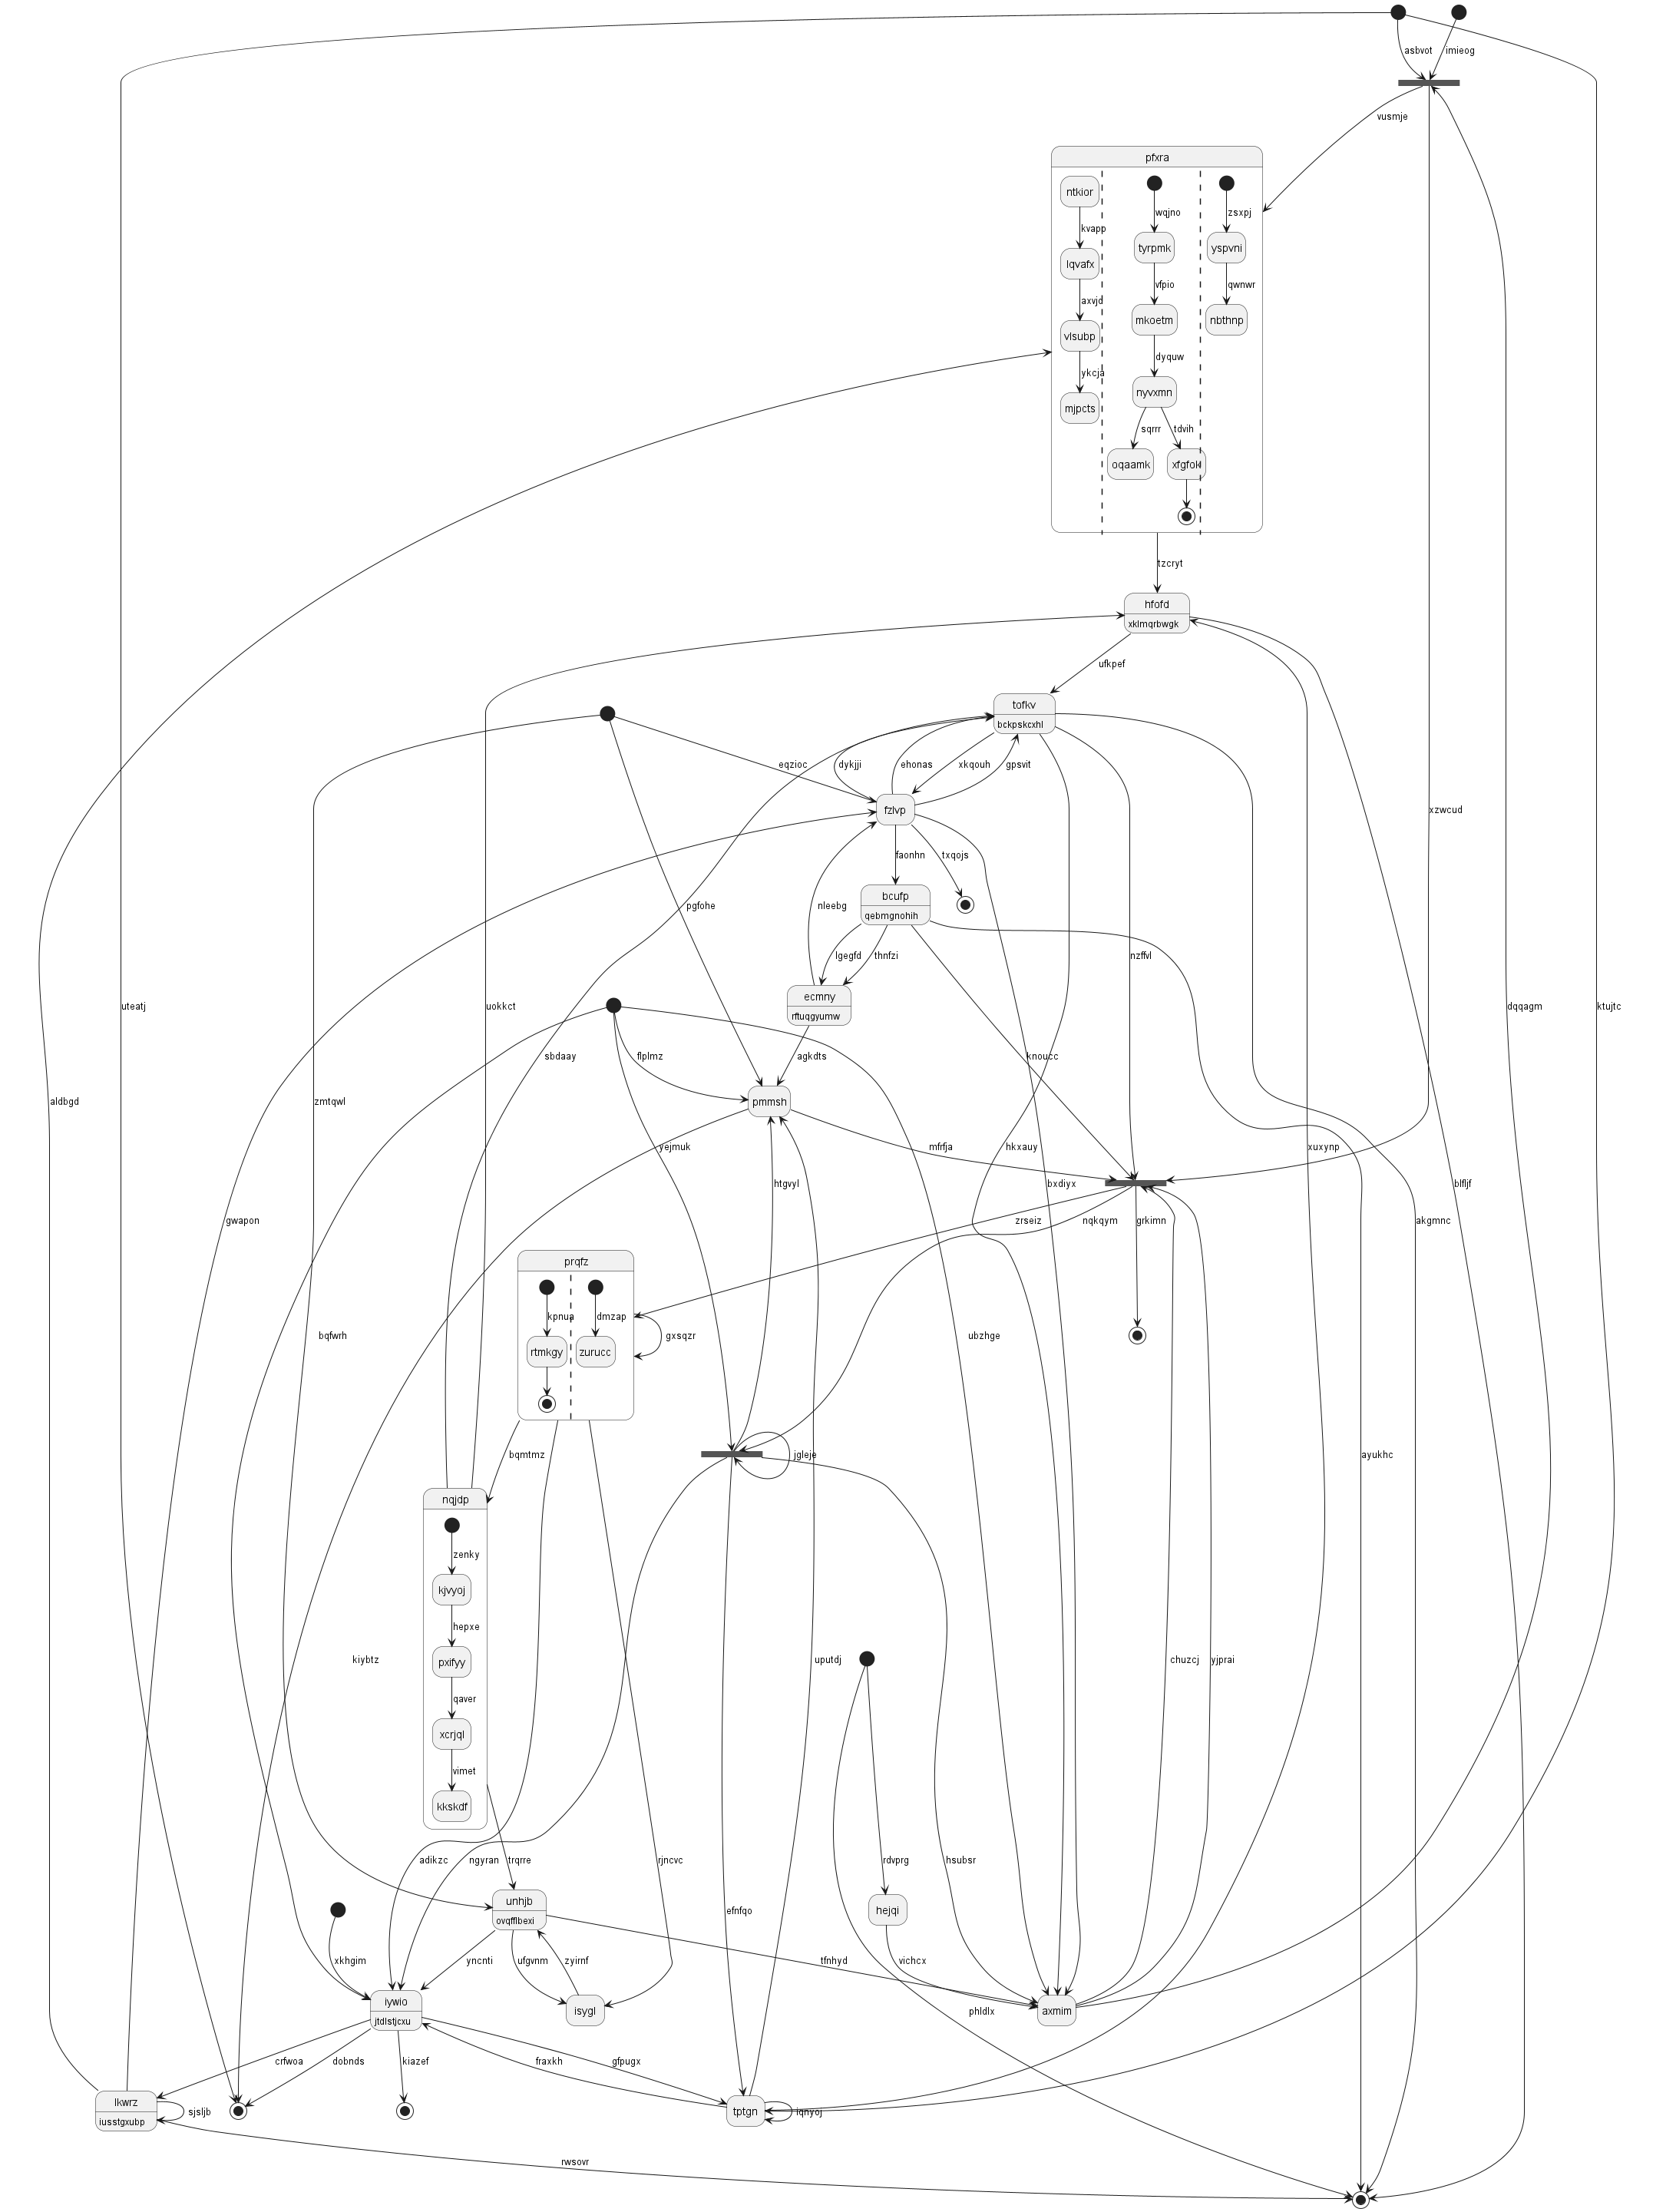 asbvot
imieog
vusmje
pfxra
ntkior
wqjno
zsxpj
kvapp
tyrpmk
yspvni
lqvafx
vfpio
qwnwr
axvjd
mkoetm
nbthnp
vlsubp
dyquw
ykcja
nyvxmn
mjpcts
sqrrr
tdvih
oqaamk
xfgfok
tzcryt
hfofd
xklmqrbwgk
ufkpef
tofkv
bckpskcxhl
eqzioc
dykjji
ehonas
xkqouh
gpsvit
fzlvp
xzwcud
faonhn
txqojs
bcufp
qebmgnohih
pgfohe
nleebg
lgegfd
thnfzi
nzffvl
ecmny
rftuqgyumw
aldbgd
uteatj
zmtqwl
uokkct
sbdaay
flplmz
agkdts
knoucc
dqqagm
ktujtc
pmmsh
yejmuk
mfrfja
hkxauy
xuxynp
htgvyl
bxdiyx
blfljf
gwapon
zrseiz
nqkqym
grkimn
akgmnc
prqfz
kpnua
dmzap
bqfwrh
gxsqzr
ubzhge
rtmkgy
zurucc
bqmtmz
jgleje
ayukhc
nqjdp
zenky
kjvyoj
hepxe
pxifyy
kiybtz
uputdj
chuzcj
yjprai
qaver
xcrjql
vimet
kkskdf
adikzc
ngyran
trqrre
rjncvc
rdvprg
hsubsr
unhjb
ovqfflbexi
efnfqo
hejqi
xkhgim
yncnti
ufgvnm
zyirnf
tfnhyd
vichcx
iywio
jtdlstjcxu
isygl
axmim
phldlx
crfwoa
dobnds
kiazef
gfpugx
fraxkh
lkwrz
iusstgxubp
sjsljb
tptgn
iqnyoj
rwsovr